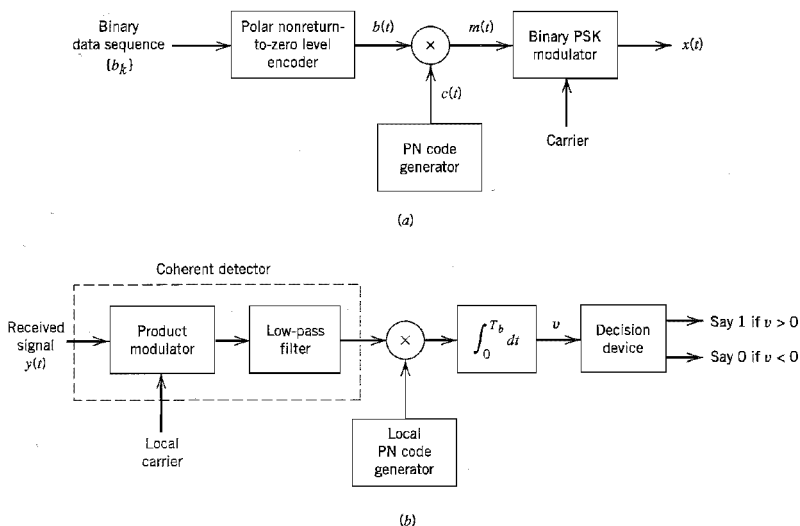 Binary
data sequence
{b_k}
Polar nonreturn-
to-zero level
encoder
b(t)
×
m(t)
Binary PSK
modulator
x(t)
c(t)
PN code
generator
Carrier
(a)
Coherent detector
Received
signal
y(t)
Product
modulator
Low-pass
filter
×
∫_0^{T_b} dt
v
Decision
device
Say 1 if v > 0
Say 0 if v < 0
Local
carrier
Local
PN code
generator
(b)